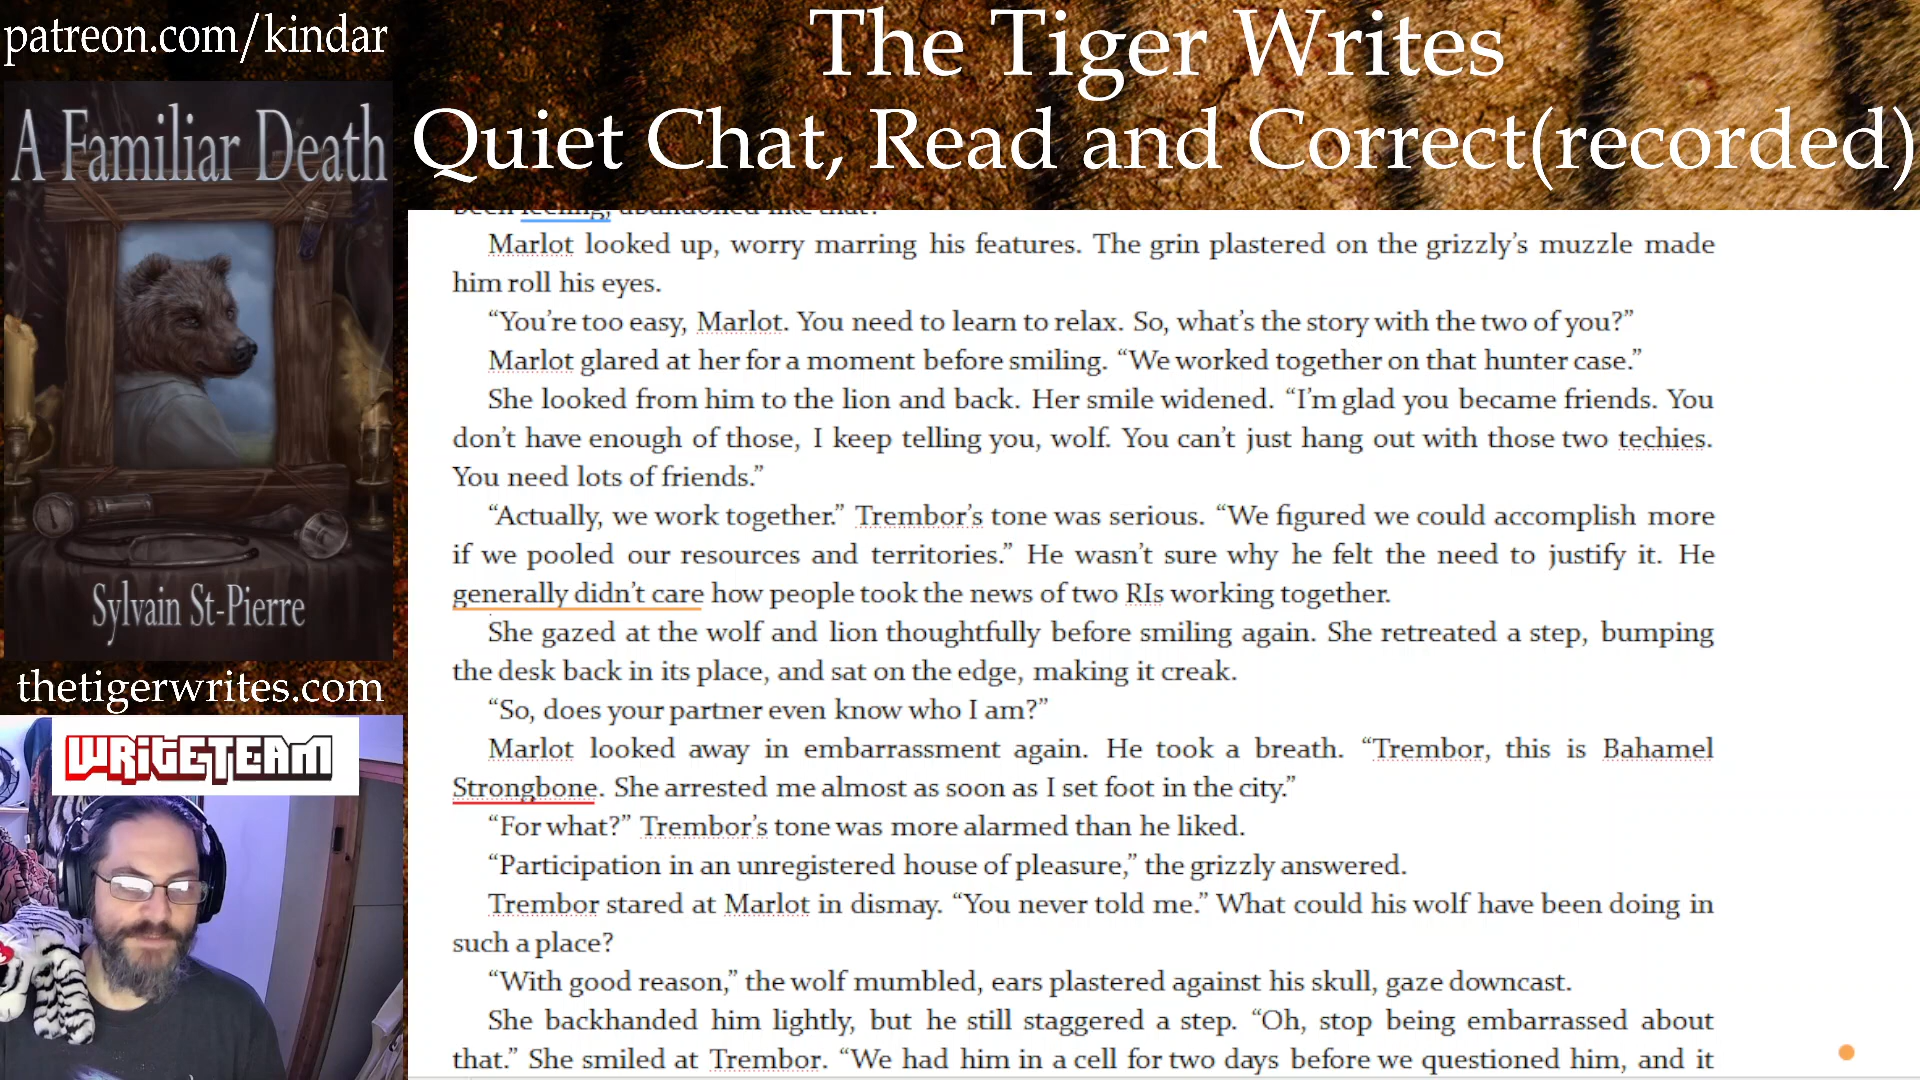 patreon.com/kindar
The Tiger Writes
Quiet Chat, Read and Correct(recorded)
A Familiar Death
Sylvain St-Pierre
thetigerwrites.com
WRITETEAM
been feeling, abandoned like that?
Marlot looked up, worry marring his features. The grin plastered on the grizzly’s muzzle made
him roll his eyes.
“You’re too easy, Marlot. You need to learn to relax. So, what’s the story with the two of you?”
Marlot glared at her for a moment before smiling. “We worked together on that hunter case.”
She looked from him to the lion and back. Her smile widened. “I’m glad you became friends. You
don’t have enough of those, I keep telling you, wolf. You can’t just hang out with those two techies.
You need lots of friends.”
“Actually, we work together.” Trembor’s tone was serious. “We figured we could accomplish more
if we pooled our resources and territories.” He wasn’t sure why he felt the need to justify it. He
generally didn’t care how people took the news of two RIs working together.
She gazed at the wolf and lion thoughtfully before smiling again. She retreated a step, bumping
the desk back in its place, and sat on the edge, making it creak.
“So, does your partner even know who I am?”
Marlot looked away in embarrassment again. He took a breath. “Trembor, this is Bahamel
Strongbone. She arrested me almost as soon as I set foot in the city.”
“For what?” Trembor’s tone was more alarmed than he liked.
“Participation in an unregistered house of pleasure,” the grizzly answered.
Trembor stared at Marlot in dismay. “You never told me.” What could his wolf have been doing in
such a place?
“With good reason,” the wolf mumbled, ears plastered against his skull, gaze downcast.
She backhanded him lightly, but he still staggered a step. “Oh, stop being embarrassed about
that.” She smiled at Trembor. “We had him in a cell for two days before we questioned him, and it